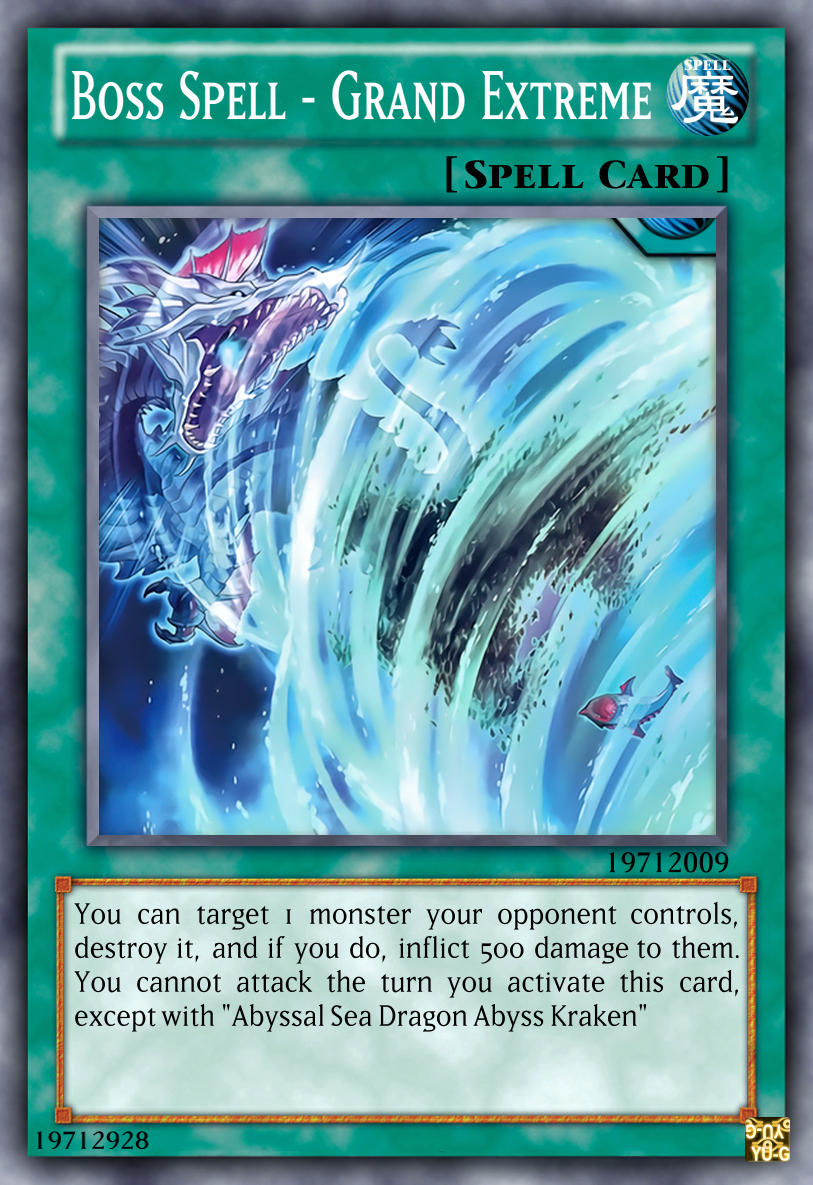 Boss Spell - Grand Extreme
SPELL
魔
[Spell Card]
19712009
You can target 1 monster your opponent controls,
destroy it, and if you do, inflict 500 damage to them.
You cannot attack the turn you activate this card,
except with "Abyssal Sea Dragon Abyss Kraken"
19712928
YU-G